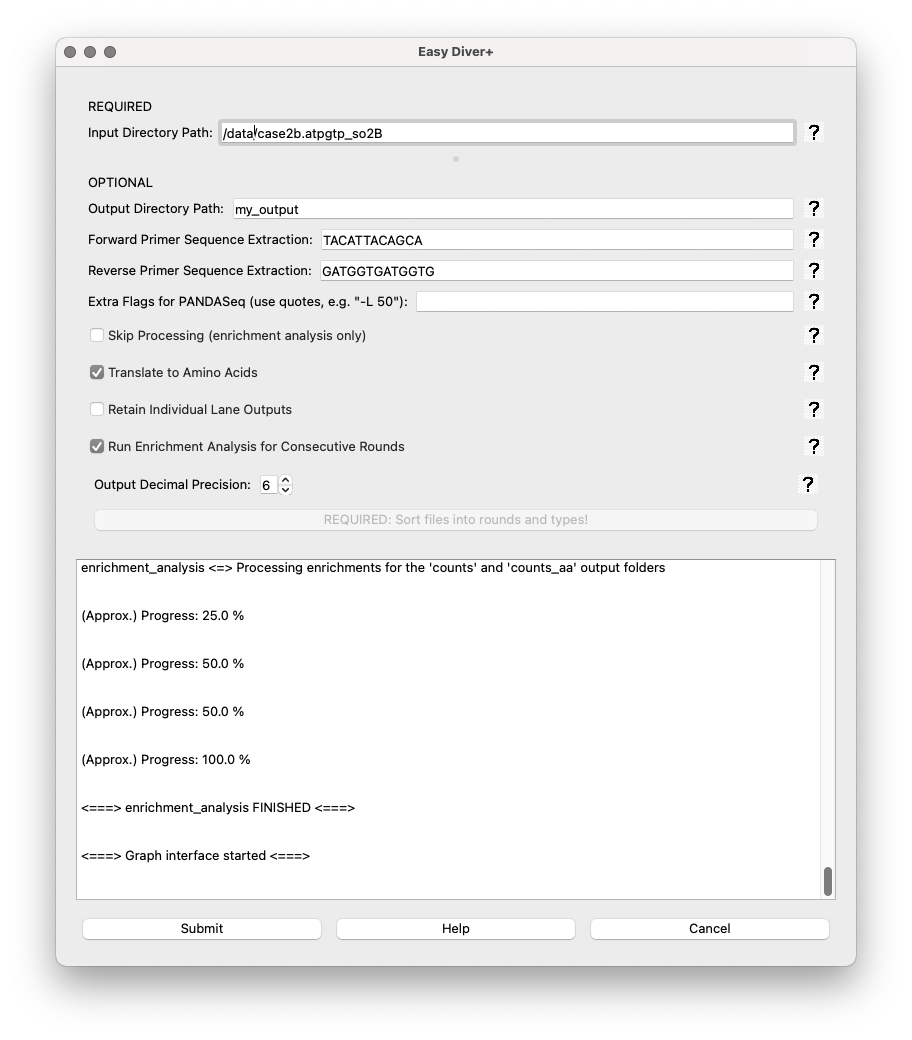 Easy Diver+
REQUIRED
Input Directory Path: /data/case2b.atpgtp_so2B ?
OPTIONAL
Output Directory Path: my_output ?
Forward Primer Sequence Extraction: TACATTACAGCA ?
Reverse Primer Sequence Extraction: GATGGTGATGGTG ?
Extra Flags for PANDASeq (use quotes, e.g. "-L 50"): ?
Skip Processing (enrichment analysis only) ?
Translate to Amino Acids ?
Retain Individual Lane Outputs ?
Run Enrichment Analysis for Consecutive Rounds ?
Output Decimal Precision: 6 ?
REQUIRED: Sort files into rounds and types!
enrichment_analysis <=> Processing enrichments for the 'counts' and 'counts_aa' output folders
(Approx.) Progress: 25.0 %
(Approx.) Progress: 50.0 %
(Approx.) Progress: 50.0 %
(Approx.) Progress: 100.0 %
<===> enrichment_analysis FINISHED <===>
<===> Graph interface started <===>
Submit Help Cancel